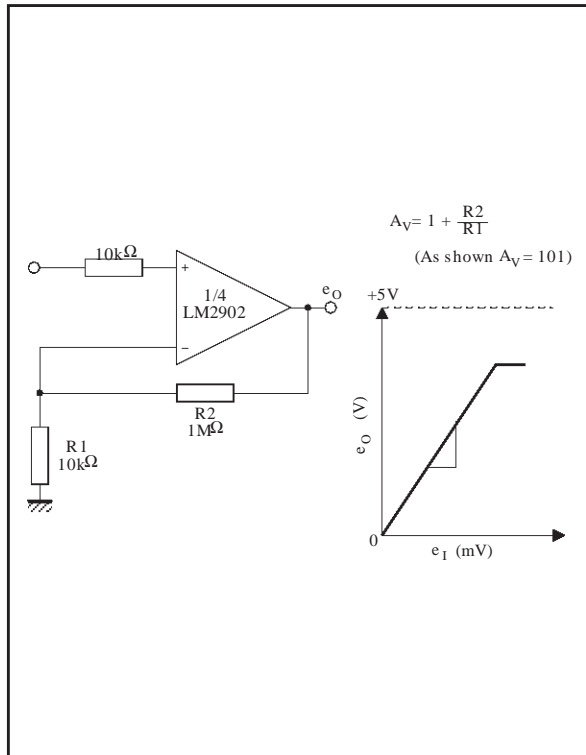 A_V = 1 + R2/R1
(As shown A_V = 101)
10kΩ
+
1/4
LM2902
−
e_O
R2
1MΩ
R1
10kΩ
+5V
e_O (V)
0
e_I (mV)